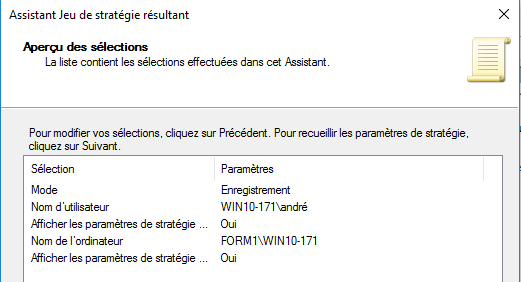 Assistant Jeu de stratégie résultant
Aperçu des sélections
La liste contient les sélections effectuées dans cet Assistant.
Pour modifier vos sélections, cliquez sur Précédent. Pour recueillir les paramètres de stratégie,
cliquez sur Suivant.
Sélection Paramètres
Mode Enregistrement
Nom d'utilisateur WIN10-171\andré
Afficher les paramètres de stratégie ... Oui
Nom de l'ordinateur FORM1\WIN10-171
Afficher les paramètres de stratégie ... Oui